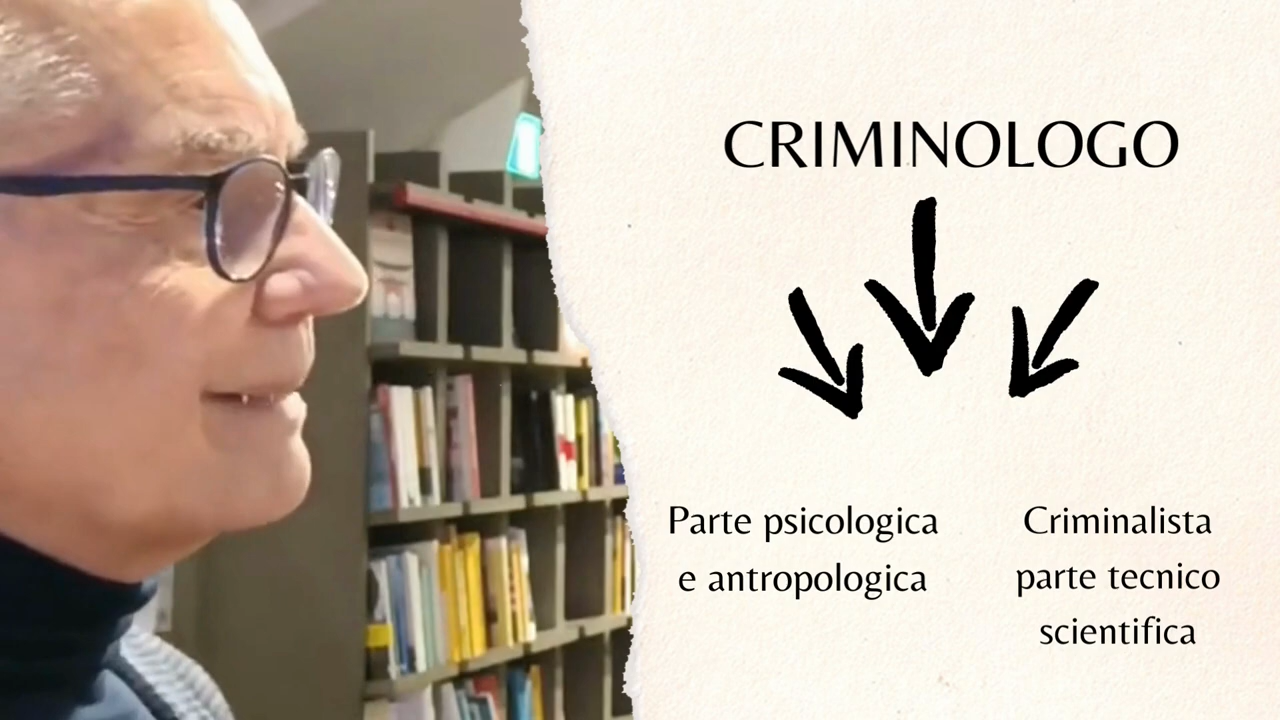 CRIMINOLOGO
Parte psicologica
e antropologica
Criminalista
parte tecnico
scientifica